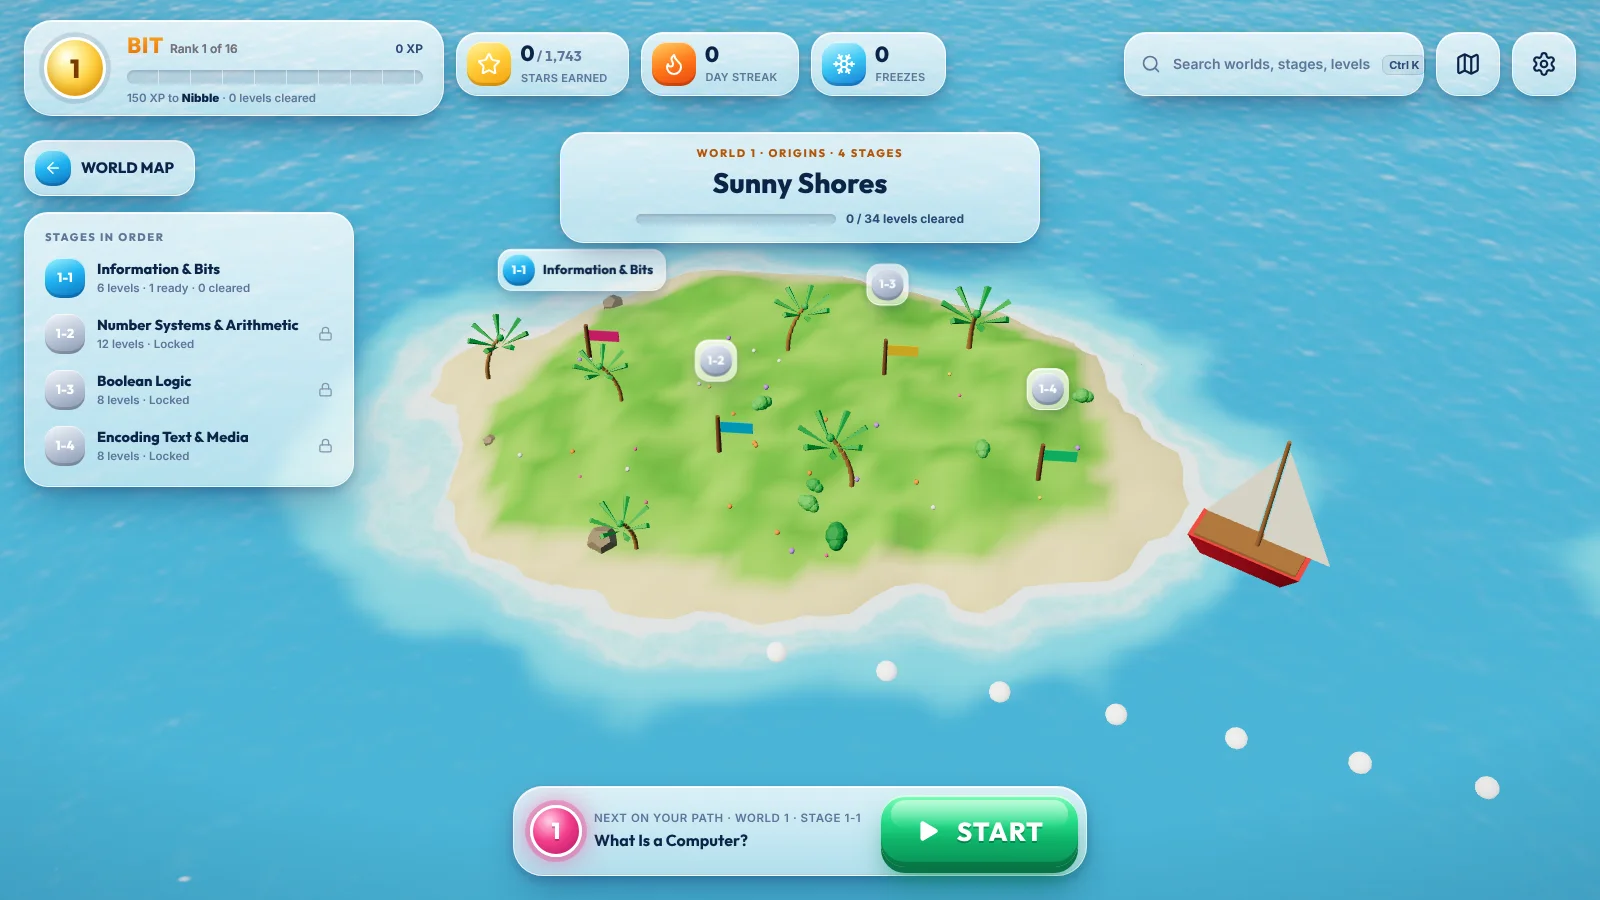 1
BIT Rank 1 of 16 0 XP
150 XP to Nibble · 0 levels cleared
0 / 1,743
STARS EARNED
0
DAY STREAK
0
FREEZES
Search worlds, stages, levels Ctrl K
WORLD MAP
WORLD 1 · ORIGINS · 4 STAGES
Sunny Shores
0 / 34 levels cleared
STAGES IN ORDER
1-1 Information & Bits
6 levels · 1 ready · 0 cleared
1-2 Number Systems & Arithmetic
12 levels · Locked
1-3 Boolean Logic
8 levels · Locked
1-4 Encoding Text & Media
8 levels · Locked
1-1 Information & Bits
1-3
1-2
1-4
1
NEXT ON YOUR PATH · WORLD 1 · STAGE 1-1
What Is a Computer?
START